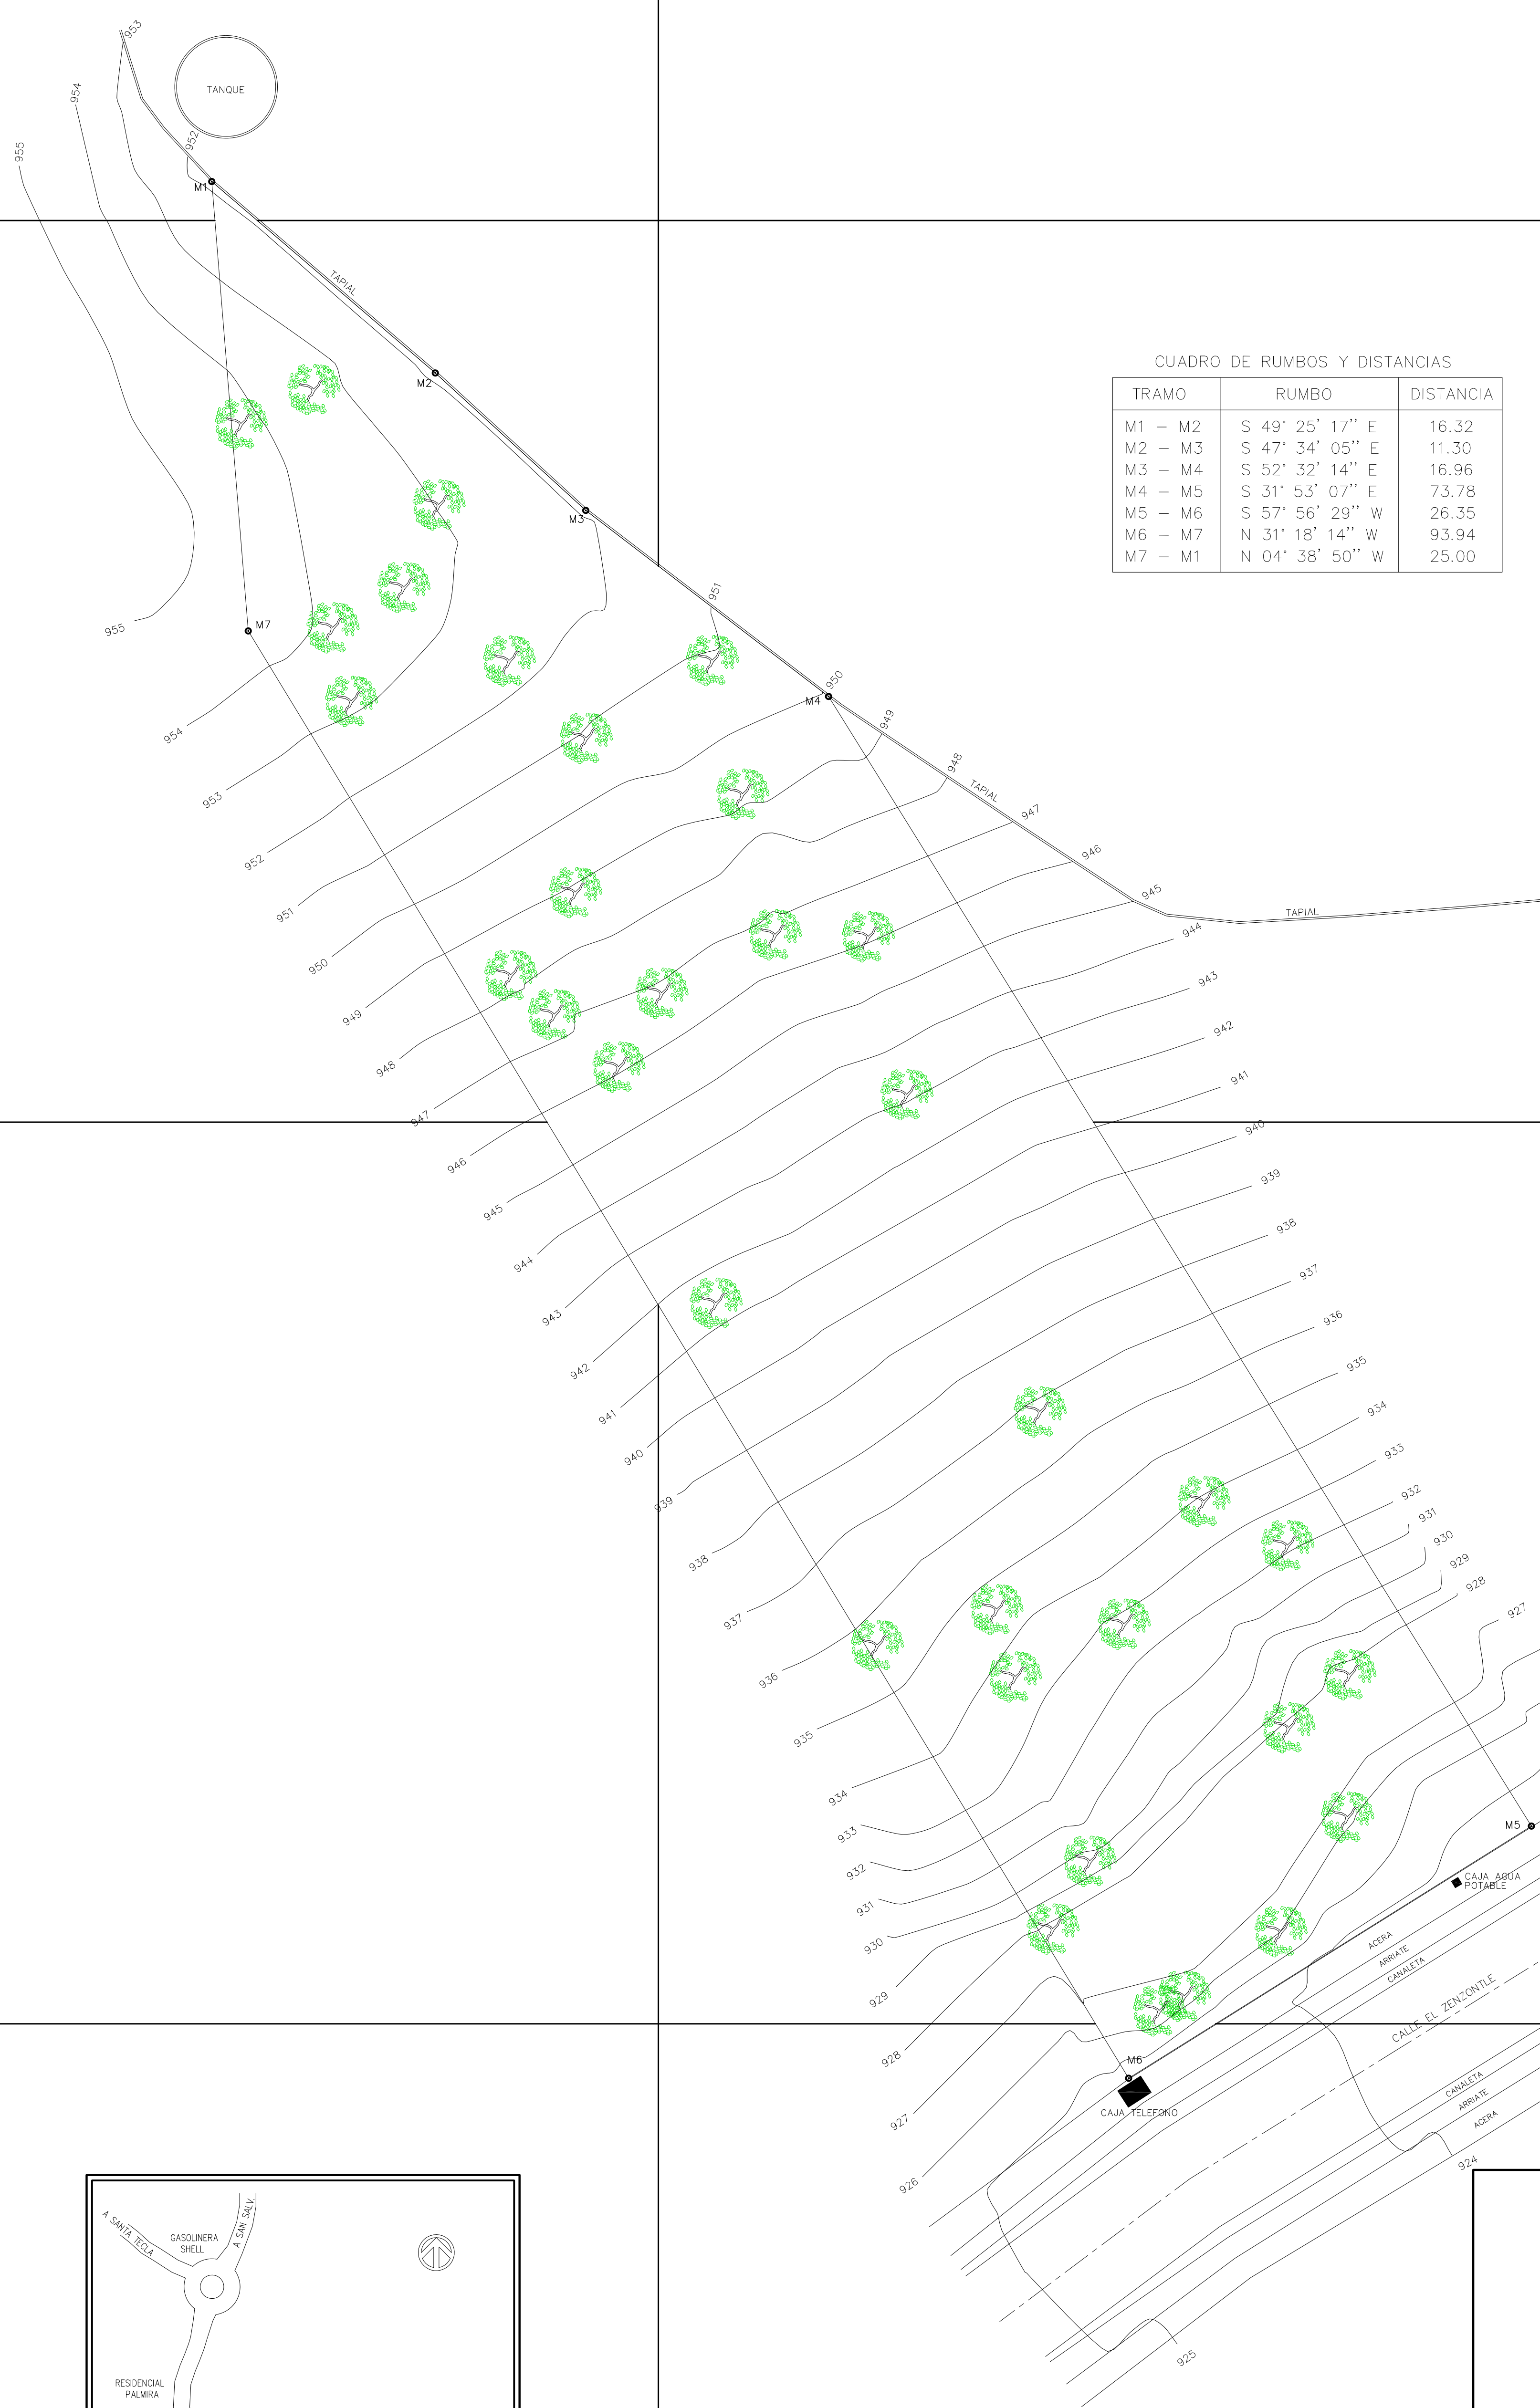 953
TANQUE
954
952
955
M1
TAPIAL
M2
CUADRO DE RUMBOS Y DISTANCIAS
TRAMO RUMBO DISTANCIA
M1 - M2 S 49° 25' 17'' E 16.32
M2 - M3 S 47° 34' 05'' E 11.30
M3 - M4 S 52° 32' 14'' E 16.96
M4 - M5 S 31° 53' 07'' E 73.78
M5 - M6 S 57° 56' 29'' W 26.35
M6 - M7 N 31° 18' 14'' W 93.94
M7 - M1 N 04° 38' 50'' W 25.00
M3
951
955
M7
950
M4
949
954
948
TAPIAL
953
947
952
946
951
945
TAPIAL
950
944
949
943
948
942
947
941
946
940
945
939
944
938
943
937
942
936
941
935
940
934
939
933
938
932
931
930
929
928
937
927
936
935
934
933
M5
932
CAJA AGUA
POTABLE
931
930
ACERA
ARRIATE
CANALETA
929
CALLE EL ZENZONTLE
928
M6
927
CAJA TELEFONO
CANALETA
ARRIATE
ACERA
926
924
925
A SANTA TECLA
GASOLINERA
SHELL
A SAN SALV.
RESIDENCIAL
PALMIRA